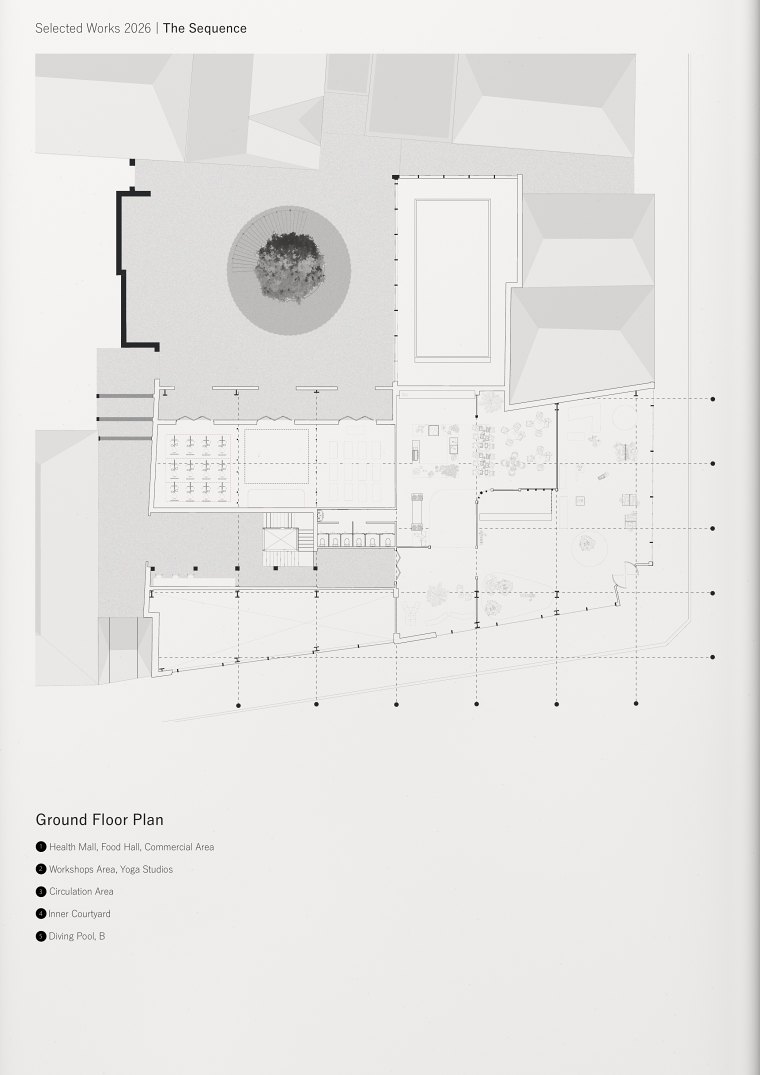 Selected Works 2026 | The Sequence
Ground Floor Plan
1 Health Mall, Food Hall, Commercial Area
2 Workshops Area, Yoga Studios
3 Circulation Area
4 Inner Courtyard
5 Diving Pool, B